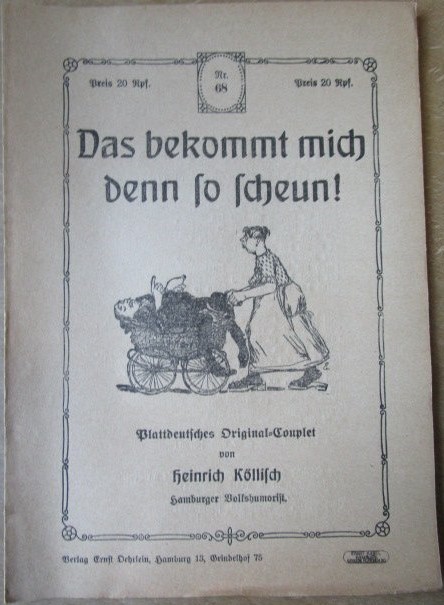 Nr.
68
Preis 20 Rpf. Preis 20 Rpf.
Das bekommt mich
denn so scheun!
Plattdeutsches Original-Couplet
von
Heinrich Köllisch
Hamburger Volkshumorist.
Verlag Ernst Oehrlein, Hamburg 13, Grindelhof 75